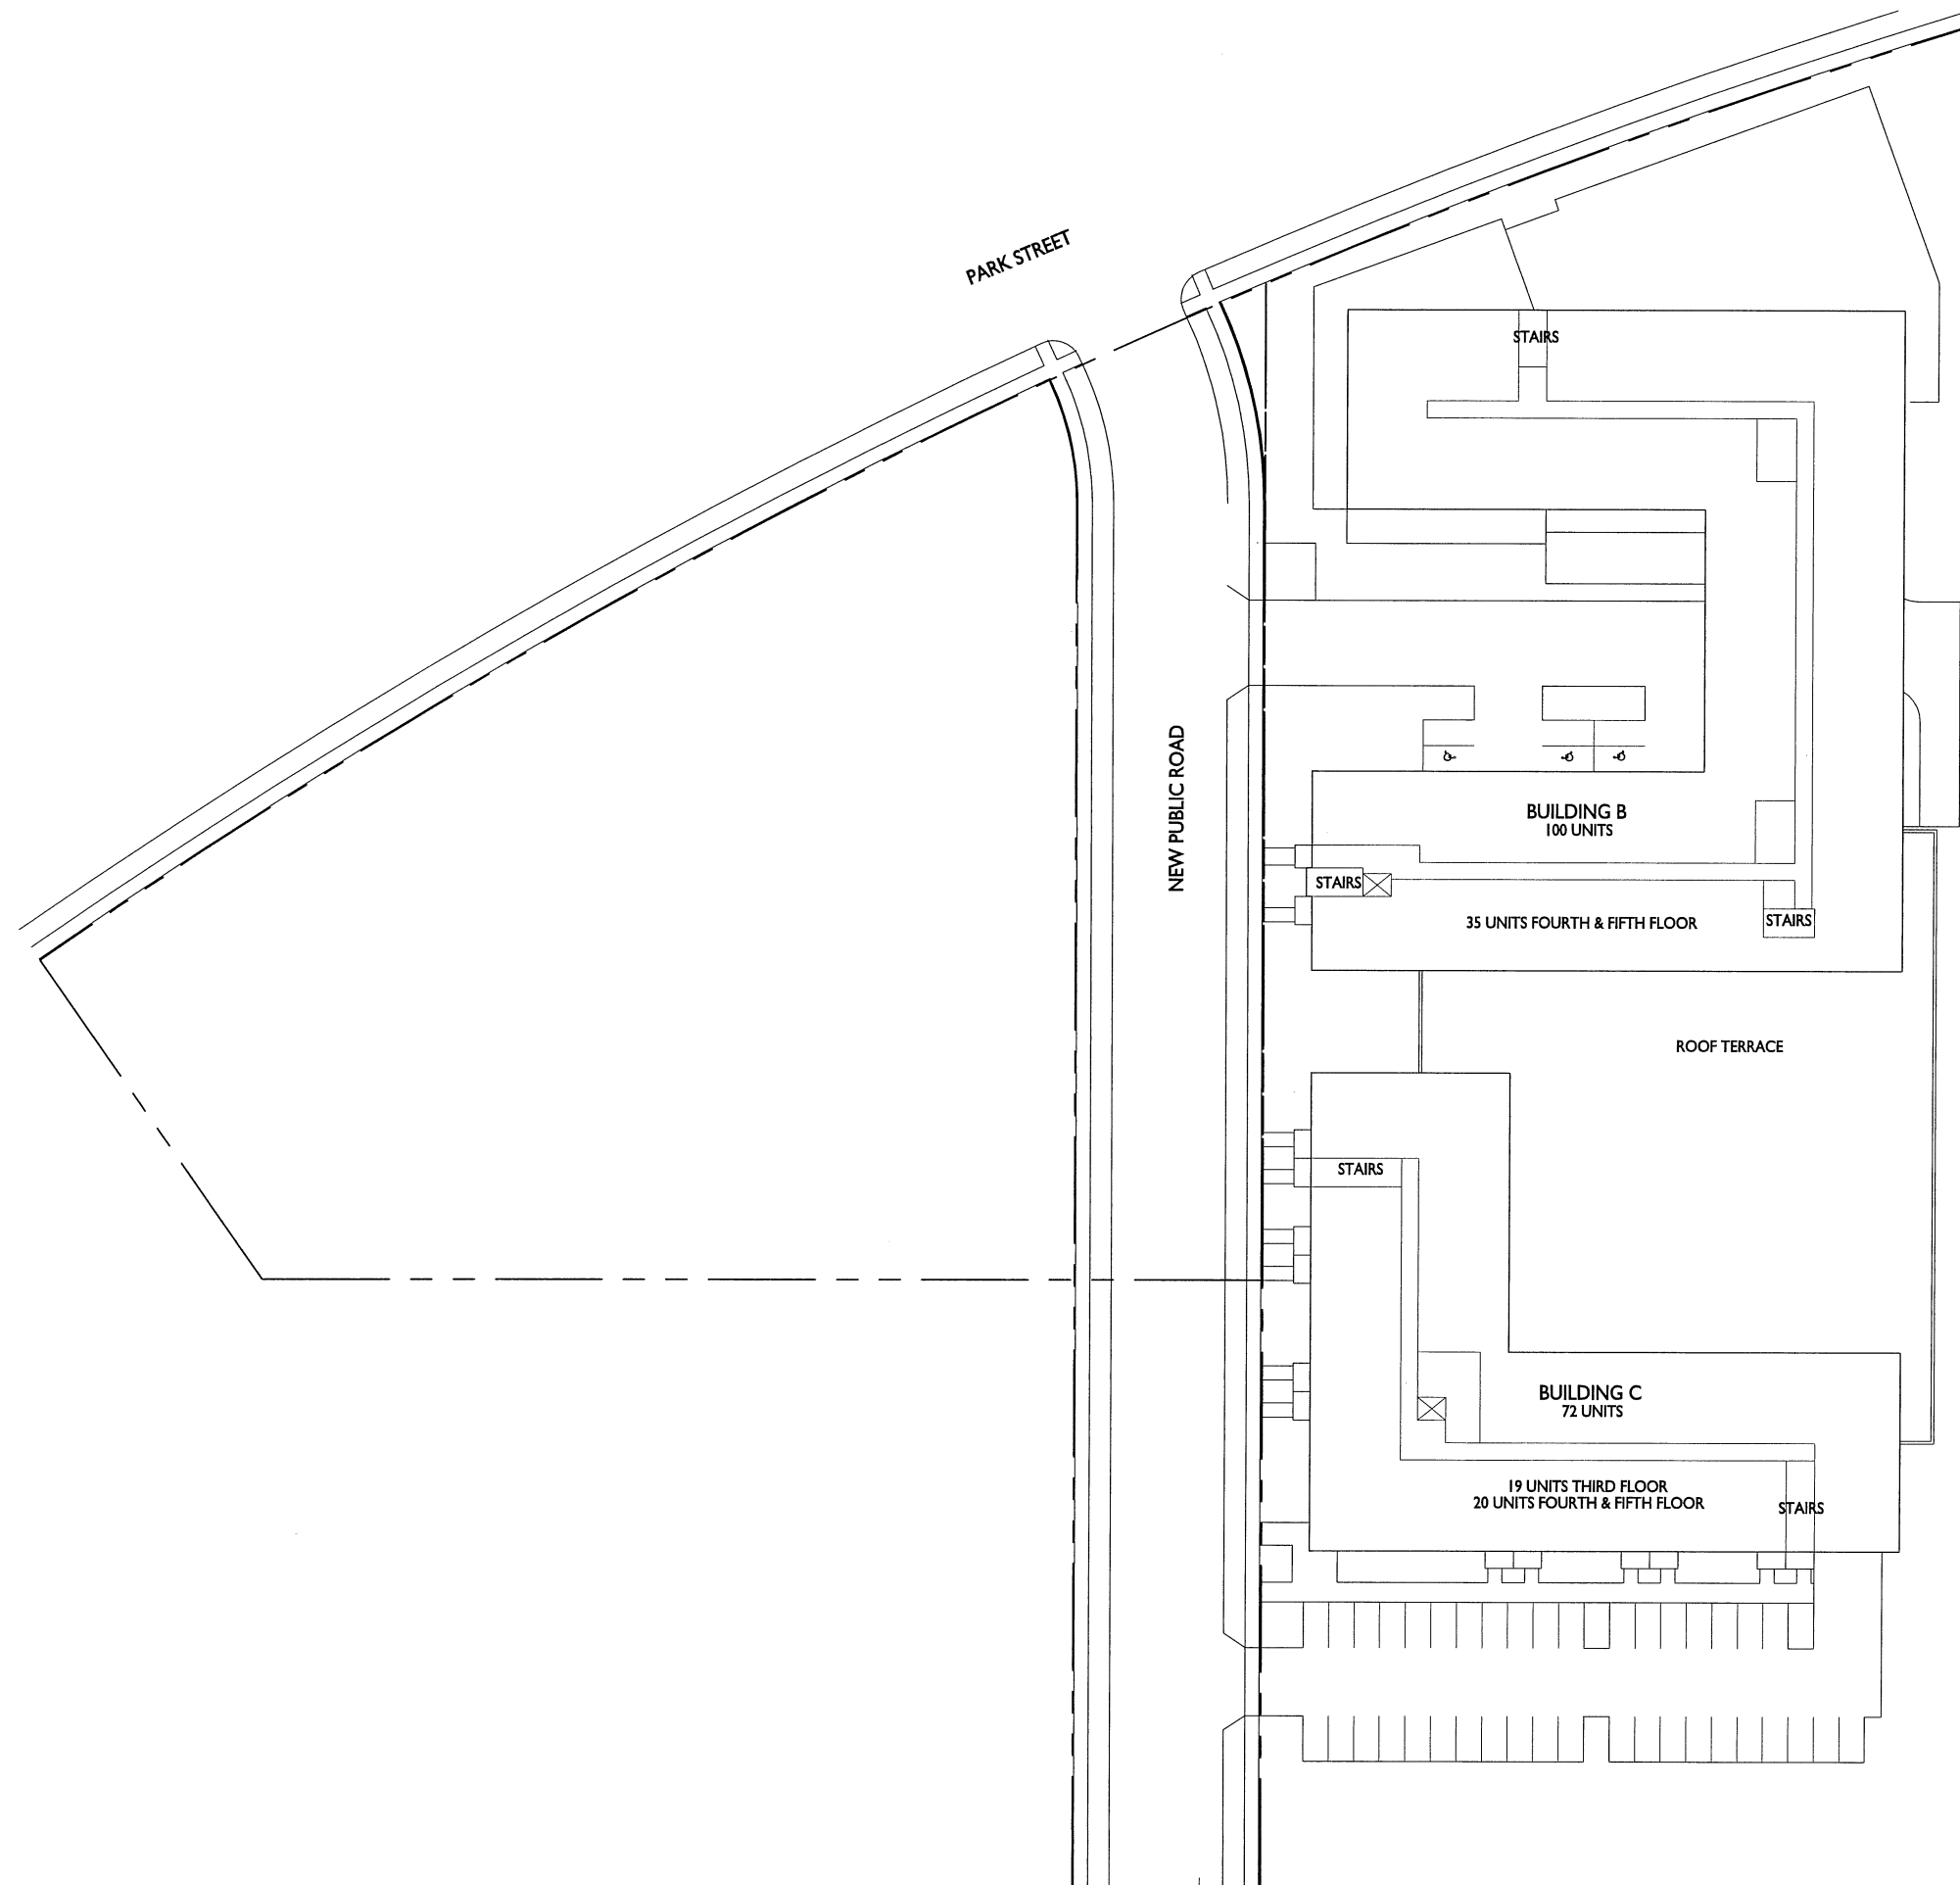 PARK STREET
STAIRS
NEW PUBLIC ROAD
BUILDING B
100 UNITS
STAIRS
35 UNITS FOURTH & FIFTH FLOOR
STAIRS
ROOF TERRACE
STAIRS
BUILDING C
72 UNITS
19 UNITS THIRD FLOOR
20 UNITS FOURTH & FIFTH FLOOR
STAIRS